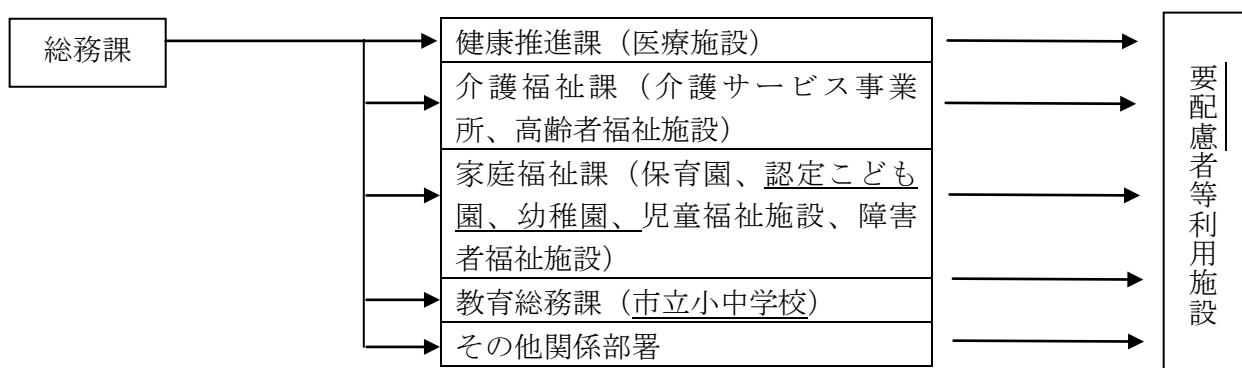 総務課
健康推進課（医療施設）
介護福祉課（介護サービス事業
所、高齢者福祉施設）
家庭福祉課（保育園、認定こども
園、幼稚園、児童福祉施設、障害
者福祉施設）
教育総務課（市立小中学校）
その他関係部署
要配慮者等利用施設